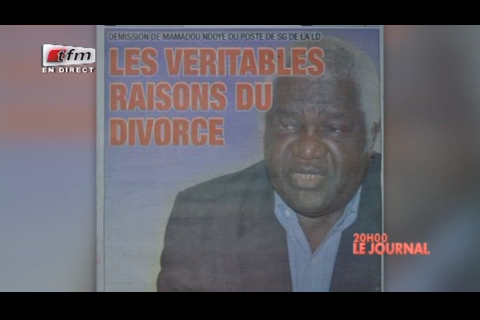 DEMISSION DE MAMADOU NDOYE DU POSTE DE SG DE LA LD
LES VERITABLES
RAISONS DU
DIVORCE
tfm
EN DIRECT
20H00
LE JOURNAL